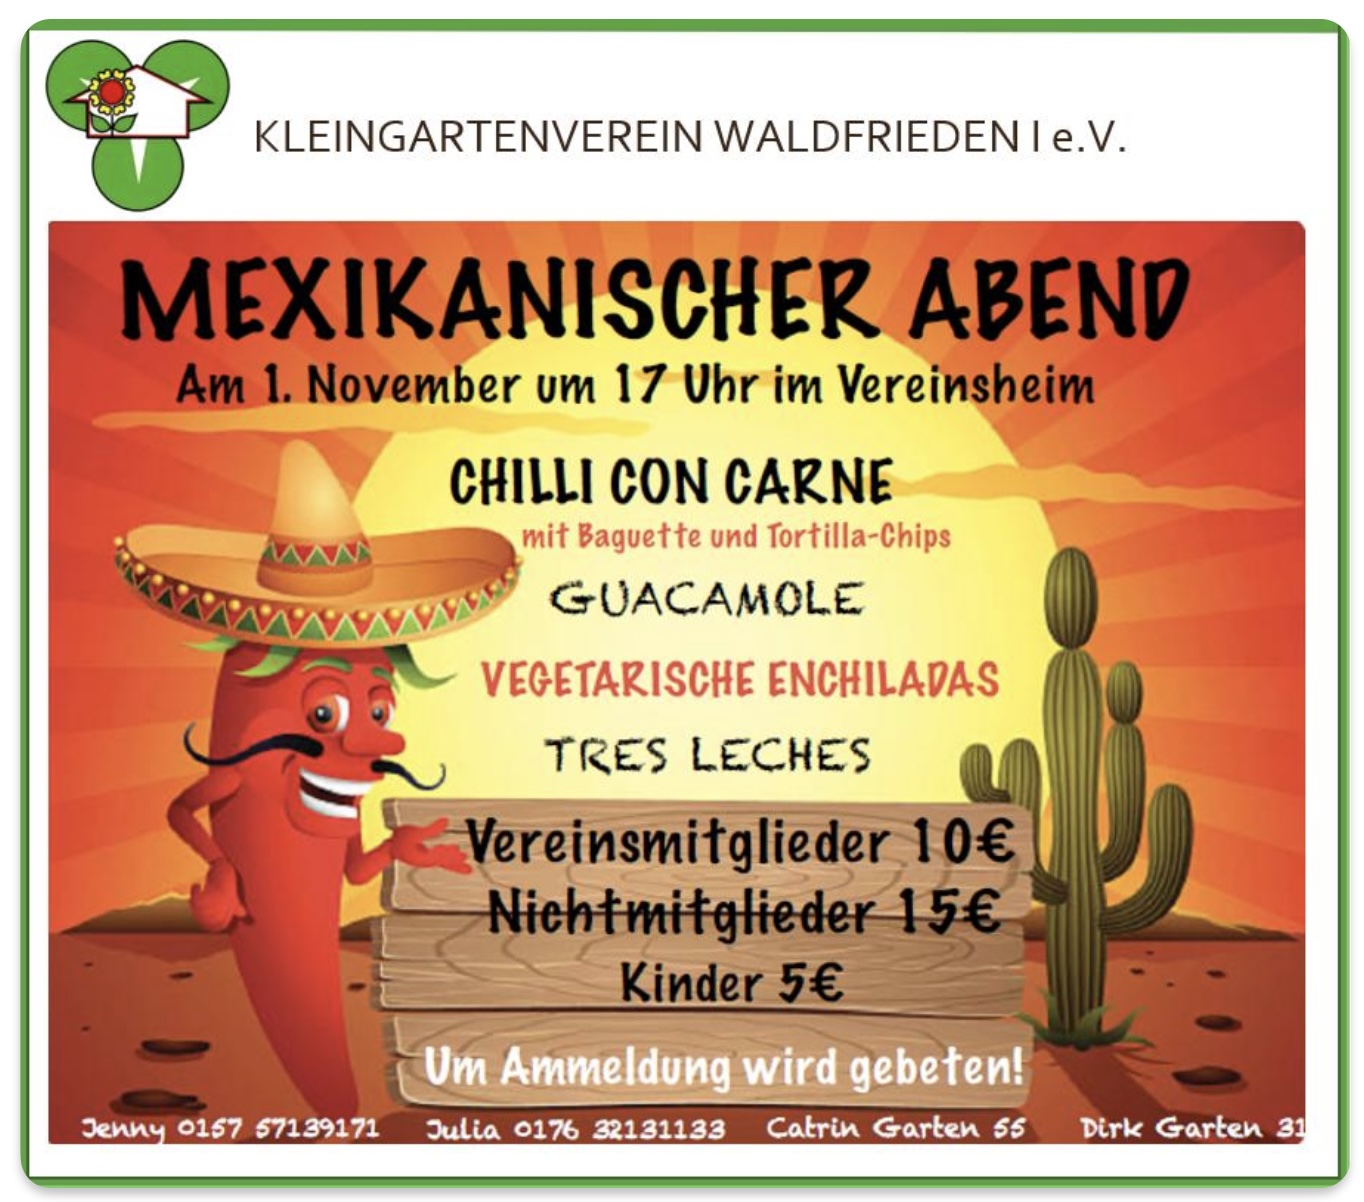 KLEINGARTENVEREIN WALDFRIEDEN I e.V.
MEXIKANISCHER ABEND
Am 1. November um 17 Uhr im Vereinsheim
CHILLI CON CARNE
mit Baguette und Tortilla-Chips
GUACAMOLE
VEGETARISCHE ENCHILADAS
TRES LECHES
Vereinsmitglieder 10€
Nichtmitglieder 15€
Kinder 5€
Um Ammeldung wird gebeten!
Jenny 0157 57139171 Julia 0176 32131133 Catrin Garten 55 Dirk Garten 31